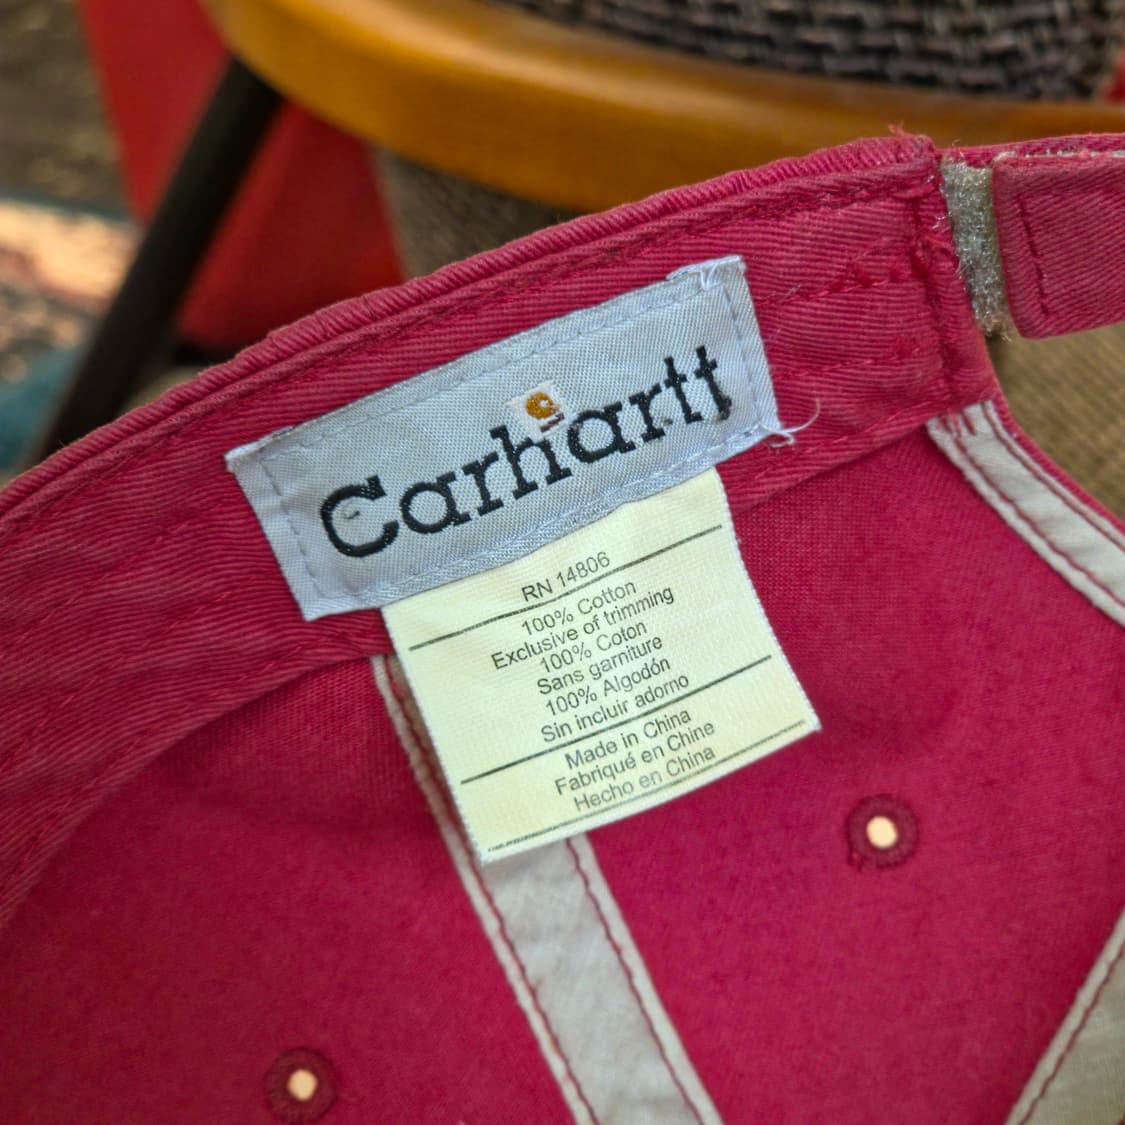 Carhartt
RN 14806
100% Cotton
Exclusive of trimming
100% Coton
Sans garniture
100% Algodón
Sin incluir adorno
Made in China
Fabriqué en Chine
Hecho en China